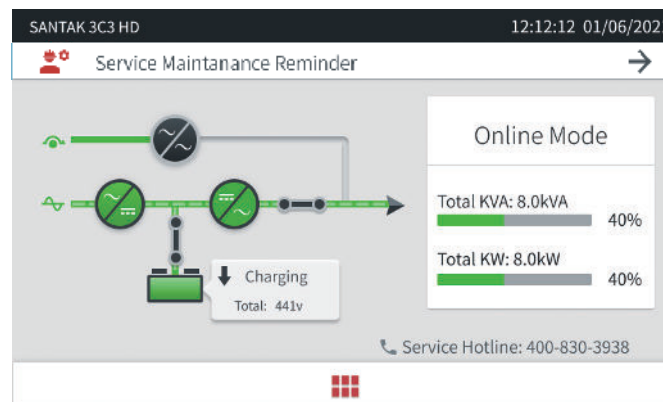 SANTAK 3C3 HD 12:12:12 01/06/202
Service Maintanance Reminder
Online Mode
Total KVA: 8.0kVA
40%
Total KW: 8.0kW
40%
Charging
Total: 441v
Service Hotline: 400-830-3938